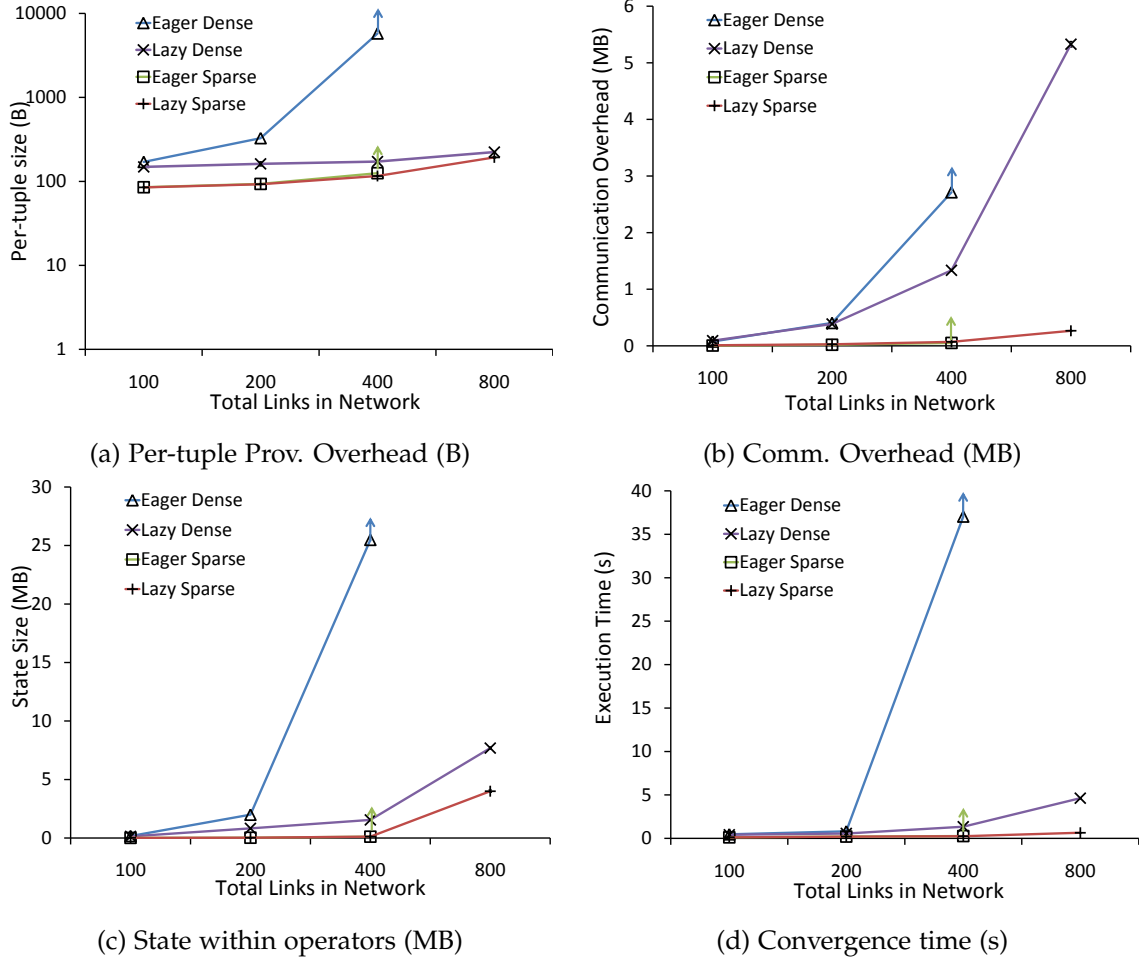 10000
1000
100
10
1
Per-tuple size (B)
Eager Dense
Lazy Dense
Eager Sparse
Lazy Sparse
100 200 400 800
Total Links in Network
(a) Per-tuple Prov. Overhead (B)
6
5
4
3
2
1
0
Communication Overhead (MB)
Eager Dense
Lazy Dense
Eager Sparse
Lazy Sparse
100 200 400 800
Total Links in Network
(b) Comm. Overhead (MB)
30
25
20
15
10
5
0
State Size (MB)
Eager Dense
Lazy Dense
Eager Sparse
Lazy Sparse
100 200 400 800
Total Links in Network
(c) State within operators (MB)
40
35
30
25
20
15
10
5
0
Execution Time (s)
Eager Dense
Lazy Dense
Eager Sparse
Lazy Sparse
100 200 400 800
Total Links in Network
(d) Convergence time (s)